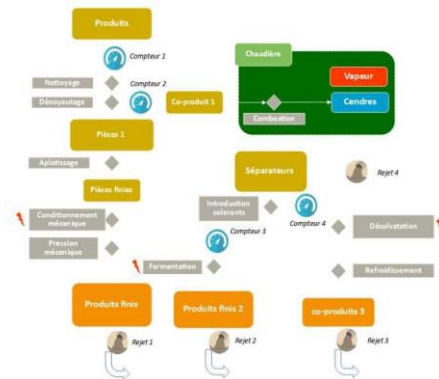 Produits
Compteur 1
Nettoyage
Compteur 2
Dénoyautage
Co-produit 1
Chaudière
Vapeur
Cendres
Combustion
Pièces 1
Aplatissage
Pièces finies
Séparateurs
Rejet 4
Introduction
colorants
Compteur 4
Conditionnement
mécanique
Désolvatation
Compteur 3
Pression
mécanique
Fermentation
Refroidissement
Produits finis
Produits finis 2
co-produits 3
Rejet 1
Rejet 2
Rejet 3